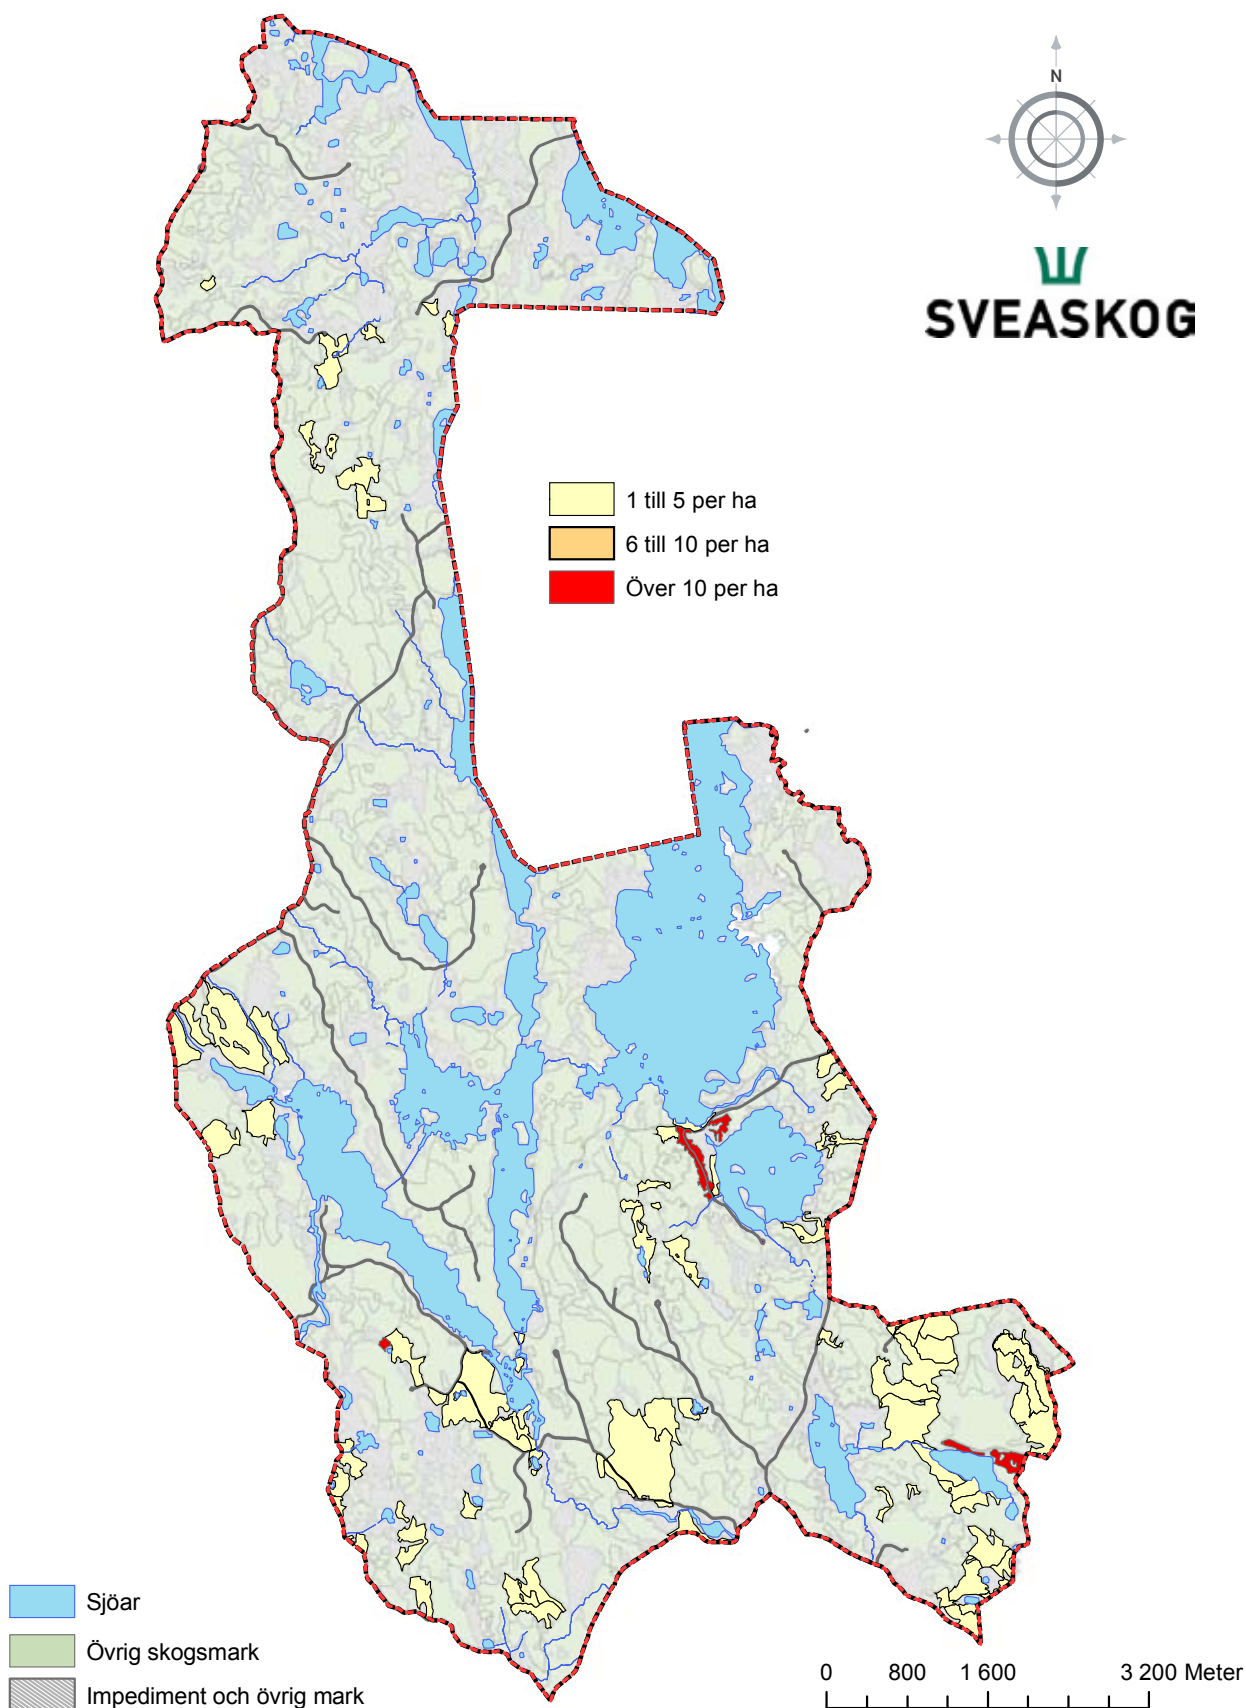 N
SVEASKOG
1 till 5 per ha
6 till 10 per ha
Över 10 per ha
Sjöar
Övrig skogsmark
Impediment och övrig mark
0 800 1 600 3 200 Meter